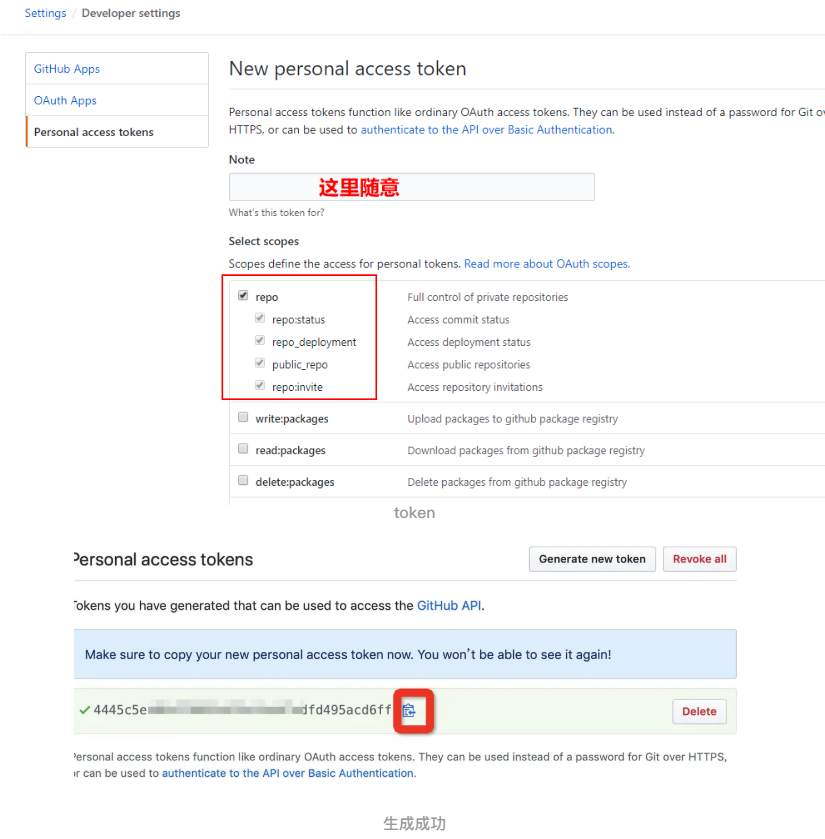 Settings / Developer settings
GitHub Apps
OAuth Apps
Personal access tokens
New personal access token
Personal access tokens function like ordinary OAuth access tokens. They can be used instead of a password for Git
HTTPS, or can be used to authenticate to the API over Basic Authentication.
Note
这里随意
What's this token for?
Select scopes
Scopes define the access for personal tokens. Read more about OAuth scopes.
repo Full control of private repositories
repo:status Access commit status
repo_deployment Access deployment status
public_repo Access public repositories
repo:invite Access repository invitations
write:packages Upload packages to github package registry
read:packages Download packages from github package registry
delete:packages Delete packages from github package registry
token
Personal access tokens Generate new token Revoke all
Tokens you have generated that can be used to access the GitHub API.
Make sure to copy your new personal access token now. You won't be able to see it again!
4445c5e dfd495acd6ff Delete
Personal access tokens function like ordinary OAuth access tokens. They can be used instead of a password for Git over HTTPS,
or can be used to authenticate to the API over Basic Authentication.
生成成功